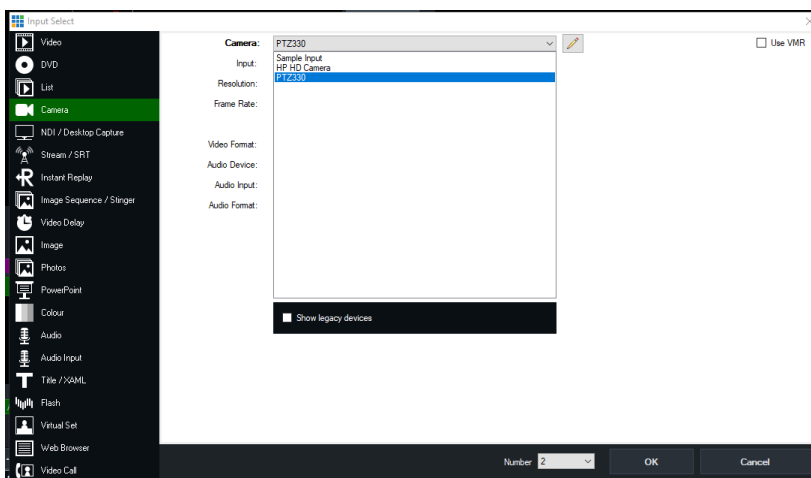 Input Select
Video
DVD
List
Camera
NDI / Desktop Capture
Stream / SRT
Instant Replay
Image Sequence / Stinger
Video Delay
Image
Photos
PowerPoint
Colour
Audio
Audio Input
Title / XAML
Flash
Virtual Set
Web Browser
Video Call
Camera: PTZ330
Use VMR
Input:
Resolution:
Frame Rate:
Video Format:
Audio Device:
Audio Input:
Audio Format:
Sample Input
HP HD Camera
PTZ330
Show legacy devices
Number 2 OK Cancel